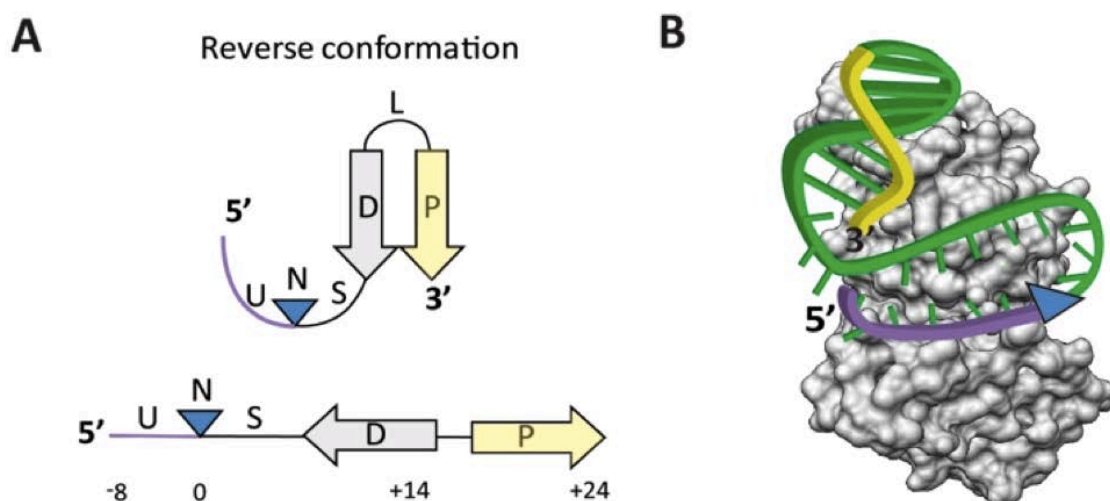 A
Reverse conformation
L
D P
5'
N
U S
3'
N
5' U S D P
-8 0 +14 +24
B
3'
5'